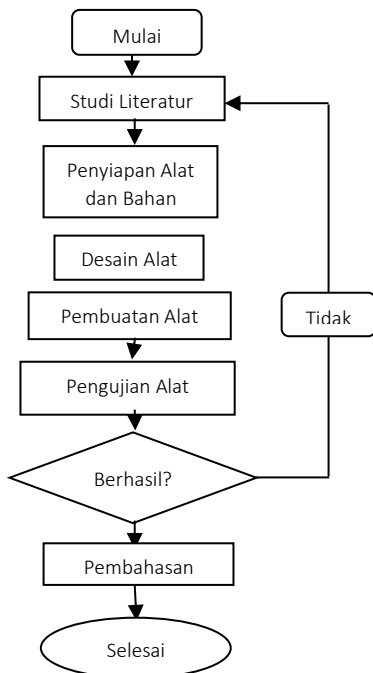 Mulai
Studi Literatur
Penyiapan Alat
dan Bahan
Desain Alat
Pembuatan Alat
Tidak
Pengujian Alat
Berhasil?
Pembahasan
Selesai